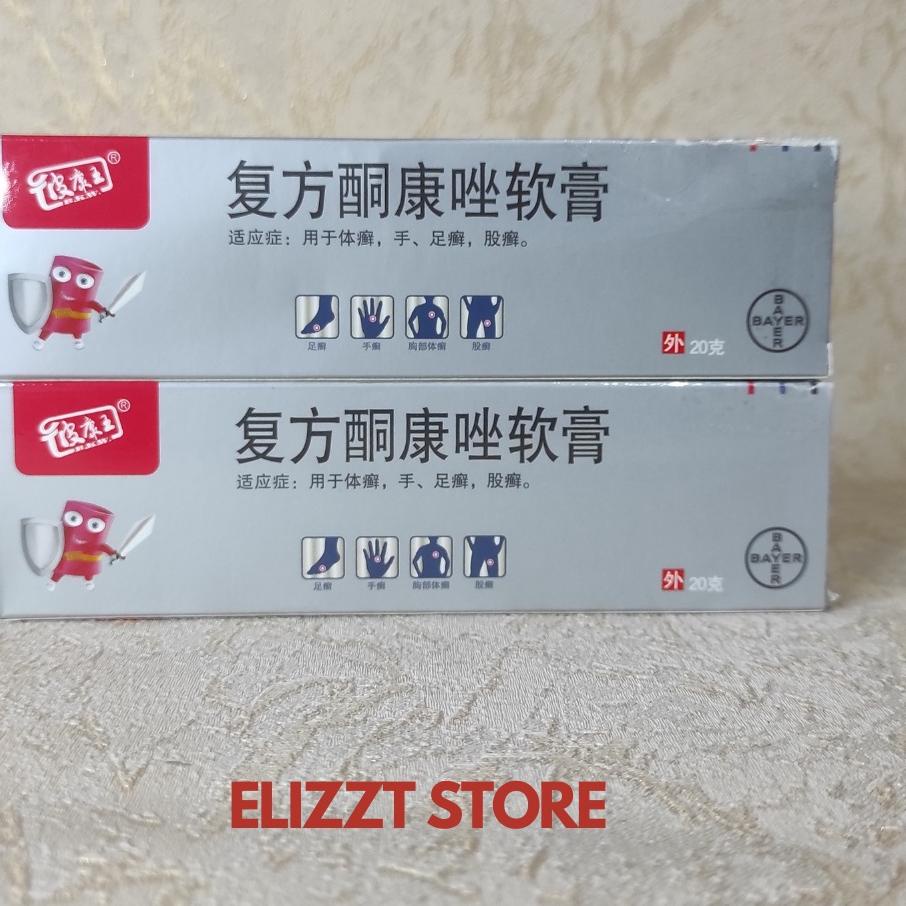 皮康王®
P.K.W.
复方酮康唑软膏
适应症：用于体癣，手、足癣，股癣。
足癣 手癣 胸部体癣 股癣
外 20克
BAYER
BAYER
皮康王®
P.K.W.
复方酮康唑软膏
适应症：用于体癣，手、足癣，股癣。
足癣 手癣 胸部体癣 股癣
外 20克
BAYER
BAYER
ELIZZT STORE